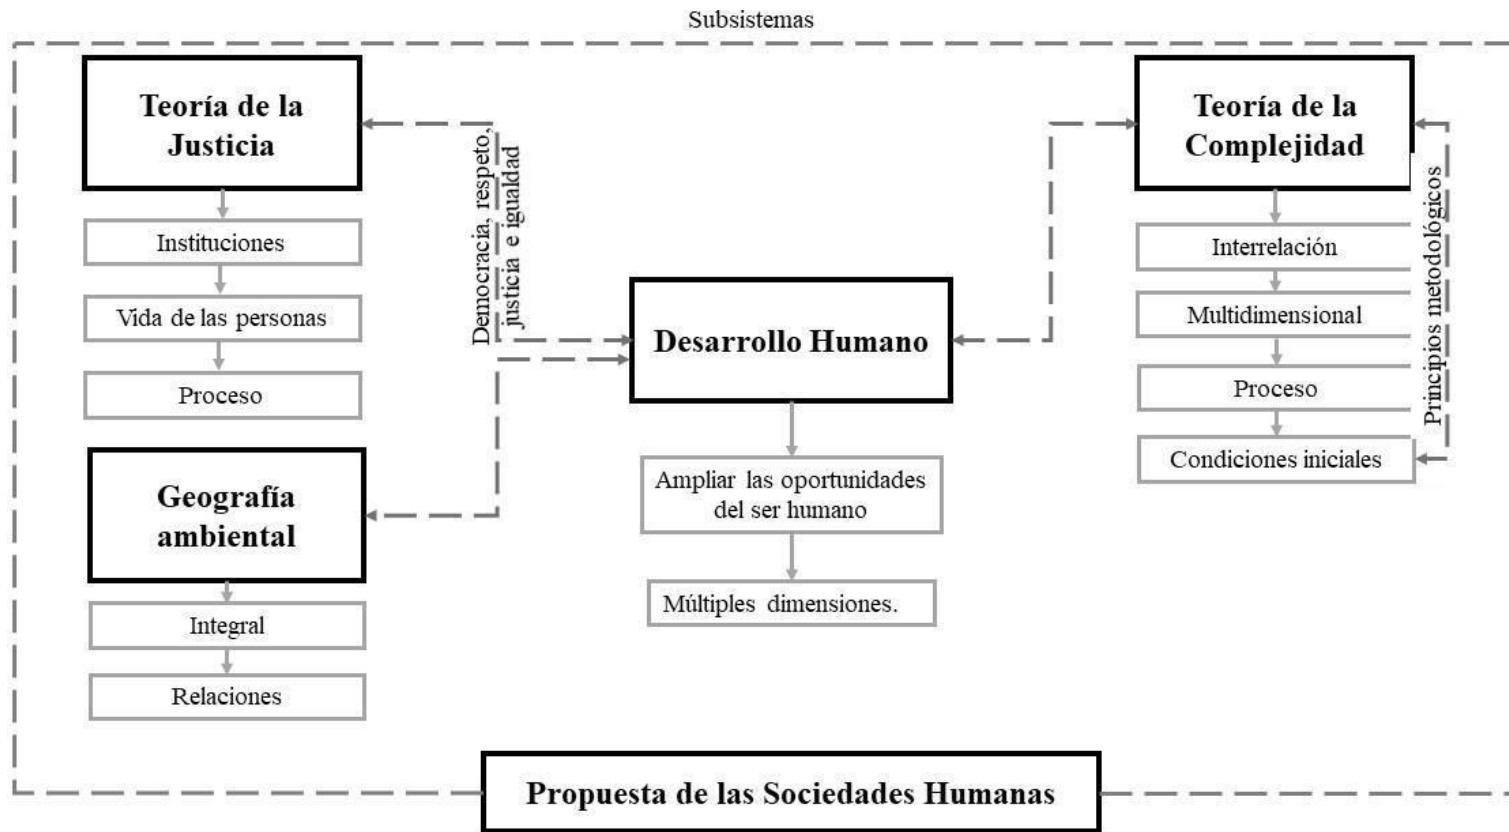 Subsistemas
Teoría de la
Justicia
Instituciones
Vida de las personas
Proceso
Geografía
ambiental
Integral
Relaciones
Democracia, respeto,
justicia e igualdad
Desarrollo Humano
Ampliar las oportunidades
del ser humano
Múltiples dimensiones.
Teoría de la
Complejidad
Interrelación
Multidimensional
Proceso
Condiciones iniciales
Principios metodológicos
Propuesta de las Sociedades Humanas